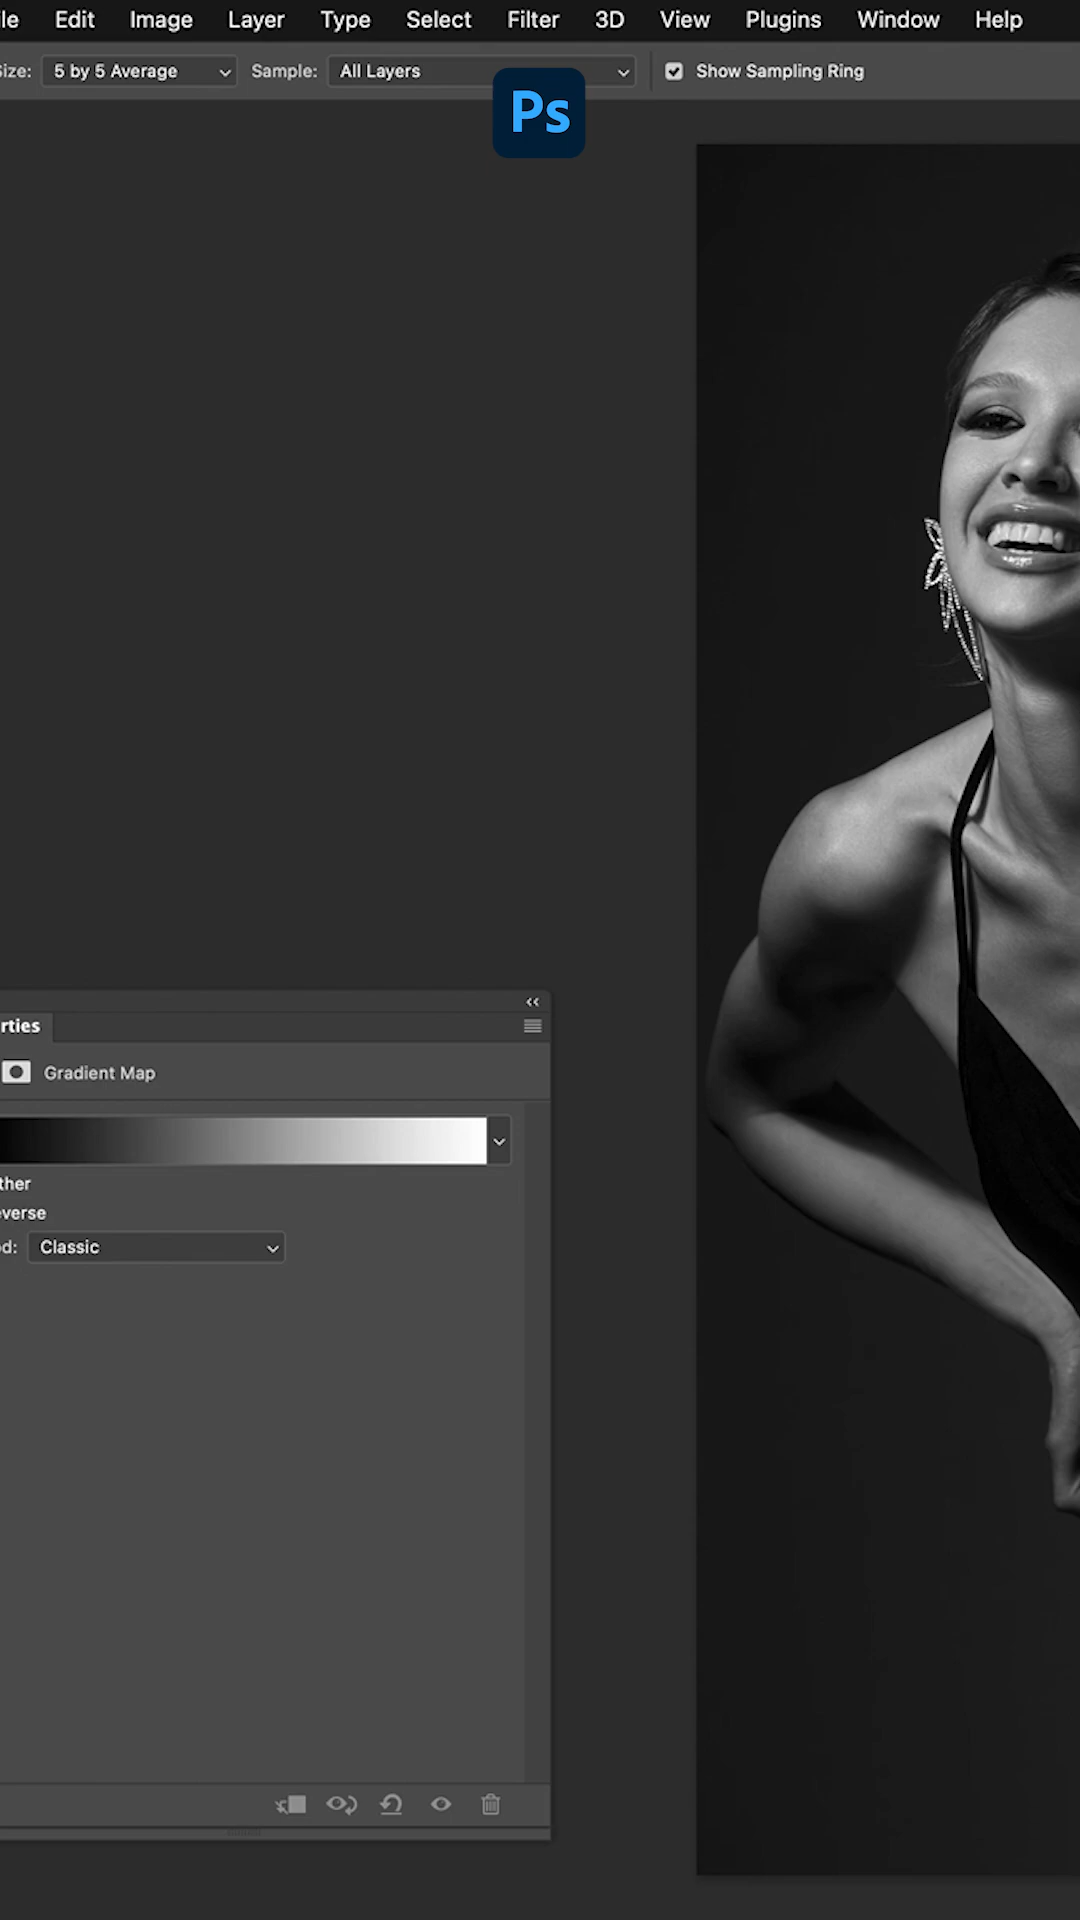 le Edit Image Layer Type Select Filter 3D View Plugins Window Help
ize: 5 by 5 Average Sample: All Layers Show Sampling Ring
Ps
rties
Gradient Map
ther
verse
d: Classic